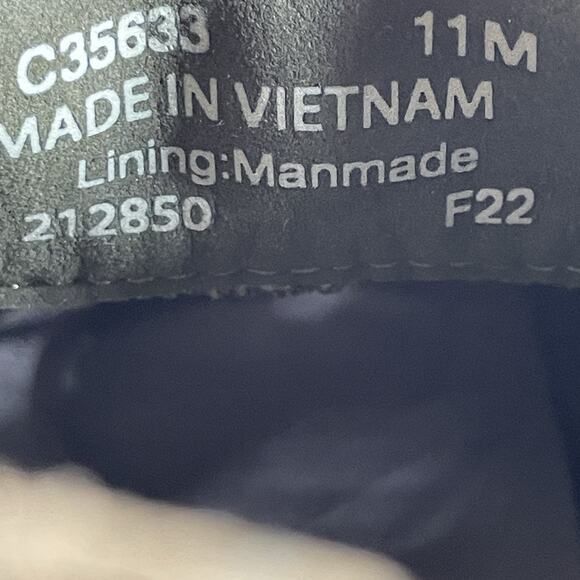 C35633 11M
MADE IN VIETNAM
Lining:Manmade
212850 F22